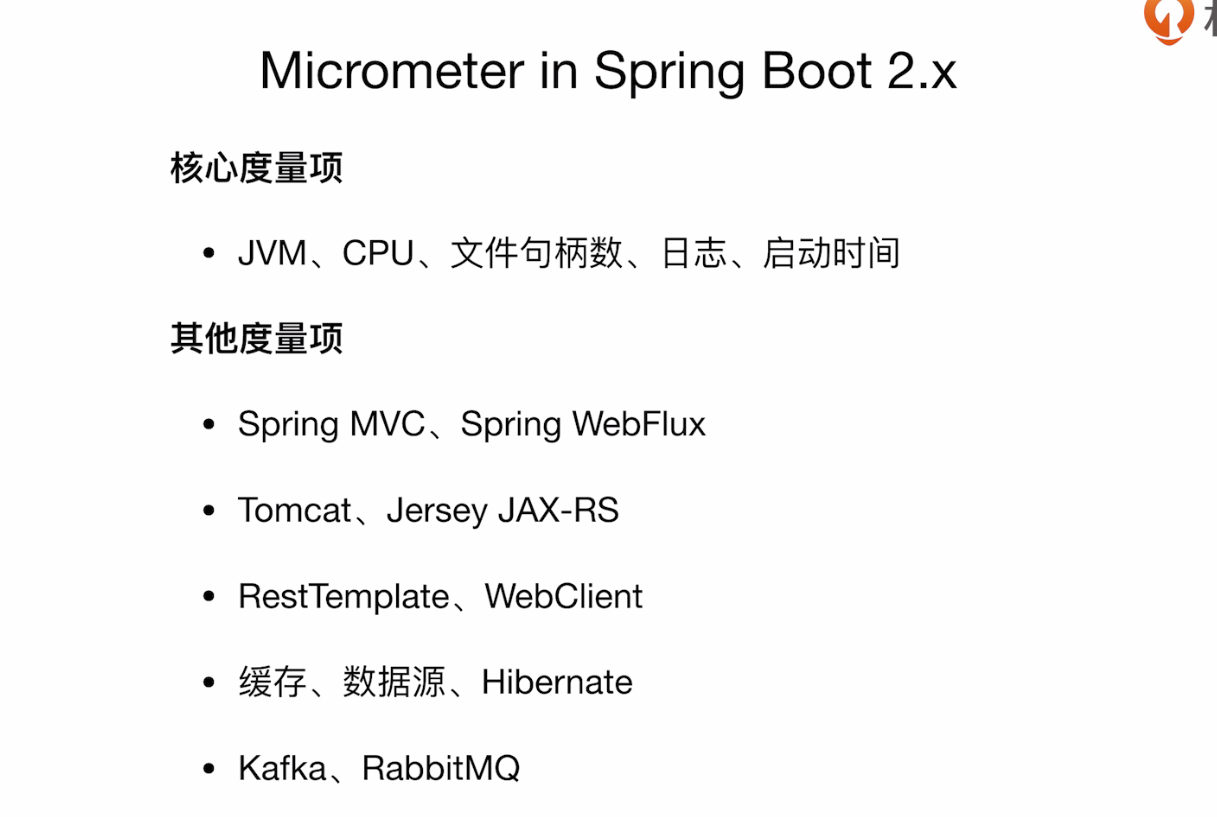 Micrometer in Spring Boot 2.x
核心度量项
• JVM、CPU、文件句柄数、日志、启动时间
其他度量项
• Spring MVC、Spring WebFlux
• Tomcat、Jersey JAX-RS
• RestTemplate、WebClient
• 缓存、数据源、Hibernate
• Kafka、RabbitMQ